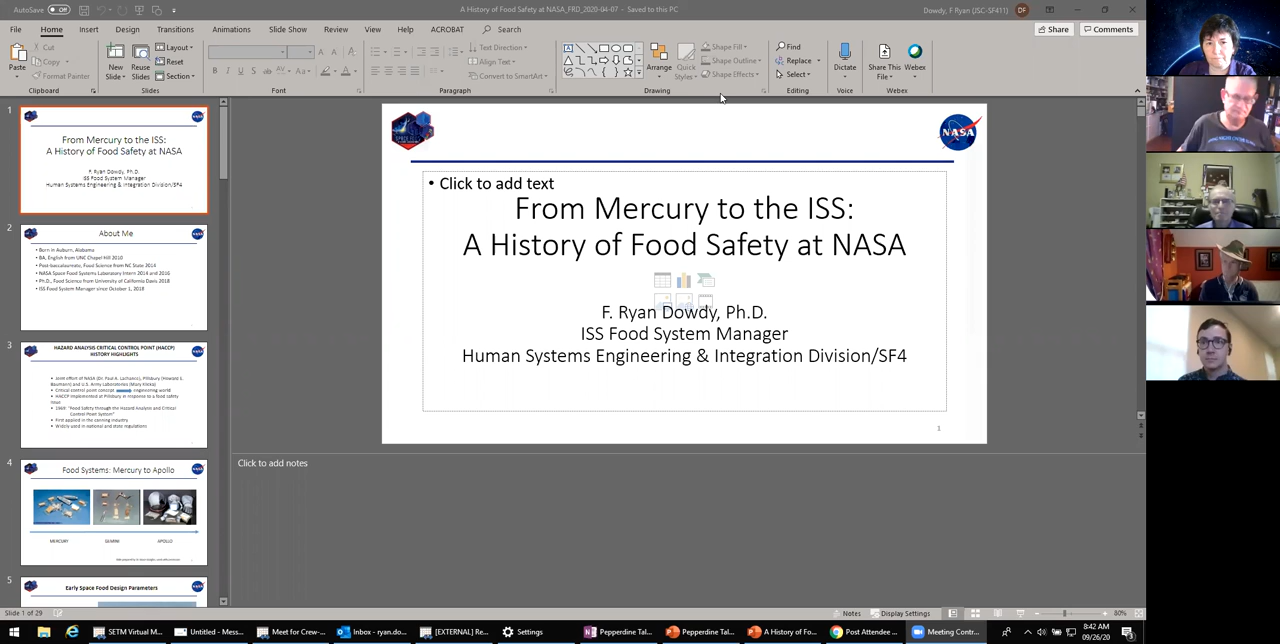 AutoSave Off
A History of Food Safety at NASA_FRD_2020-04-07 - Saved to this PC
Dowdy, F.Ryan (JSC-SF411) DF
File Home Insert Design Transitions Animations Slide Show Review View Help ACROBAT Search
Share Comments
Paste
Cut
Copy
Format Painter
Clipboard
New Slide
Reuse Slides
Layout
Reset
Section
Slides
Font
Text Direction
Align Text
Convert to SmartArt
Paragraph
Arrange
Quick Styles
Shape Fill
Shape Outline
Shape Effects
Drawing
Find
Replace
Select
Editing
Dictate
Voice
Share This File
Webex
Webex
1
From Mercury to the ISS:
A History of Food Safety at NASA
F. Ryan Dowdy, Ph.D.
ISS Food System Manager
Human Systems Engineering & Integration Division/SF4
2
About Me
• Born in Auburn, Alabama
• BA, English from UNC Chapel Hill 2010
• Post-baccalaureate, Food Science from NC State 2014
• NASA Space Food Systems Laboratory Intern 2014 and 2016
• Ph.D., Food Science from University of California Davis 2018
• ISS Food System Manager since October 1, 2018
3
HAZARD ANALYSIS CRITICAL CONTROL POINT (HACCP)
HISTORY HIGHLIGHTS
• Joint effort of NASA (Dr. Paul A. Lachance), Pillsbury (Howard E.
Baumann) and U.S. Army Laboratories (Mary Klicka)
• Critical control point concept engineering world
• HACCP implemented at Pillsbury in response to a food safety
issue
• 1969: "Food Safety through the Hazard Analysis and Critical
Control Point System"
• First applied in the canning industry
• Widely used in national and state regulations
4
Food Systems: Mercury to Apollo
MERCURY GEMINI APOLLO
5
Early Space Food Design Parameters
NASA
• Click to add text
From Mercury to the ISS:
A History of Food Safety at NASA
F. Ryan Dowdy, Ph.D.
ISS Food System Manager
Human Systems Engineering & Integration Division/SF4
1
Click to add notes
Slide 1 of 29
Notes Display Settings 80%
SETM Virtual M...
Untitled - Mess...
Meet for Crew-...
Inbox - ryan.do...
[EXTERNAL] Re...
Settings
Pepperdine Tal...
Pepperdine Tal...
A History of Fo...
Post Attendee ...
Meeting Contr...
8:42 AM
09/26/20